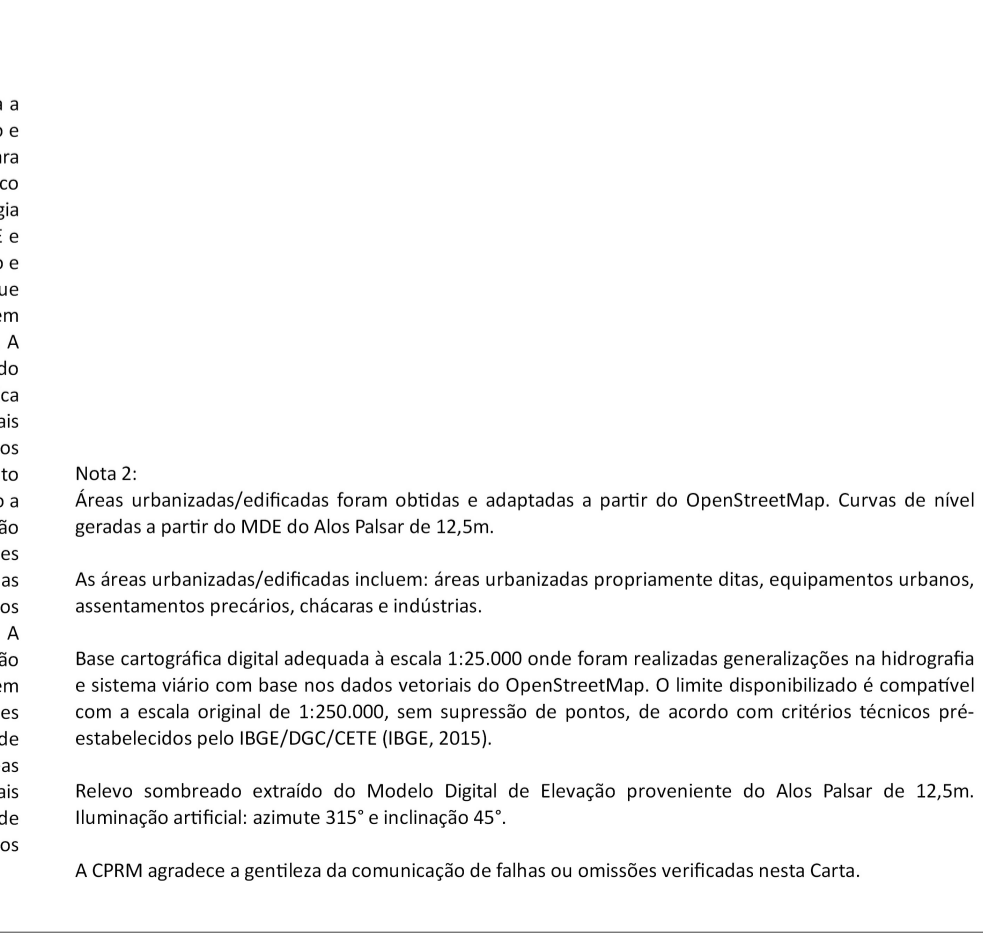 a
e
co
E e
e
A
a
A
Nota 2:
Áreas urbanizadas/edificadas foram obtidas e adaptadas a partir do OpenStreetMap. Curvas de nível
geradas a partir do MDE do Alos Palsar de 12,5m.
As áreas urbanizadas/edificadas incluem: áreas urbanizadas propriamente ditas, equipamentos urbanos,
assentamentos precários, chácaras e indústrias.
Base cartográfica digital adequada à escala 1:25.000 onde foram realizadas generalizações na hidrografia
e sistema viário com base nos dados vetoriais do OpenStreetMap. O limite disponibilizado é compatível
com a escala original de 1:250.000, sem supressão de pontos, de acordo com critérios técnicos pré-
estabelecidos pelo IBGE/DGC/CETE (IBGE, 2015).
Relevo sombreado extraído do Modelo Digital de Elevação proveniente do Alos Palsar de 12,5m.
Iluminação artificial: azimute 315° e inclinação 45°.
A CPRM agradece a gentileza da comunicação de falhas ou omissões verificadas nesta Carta.